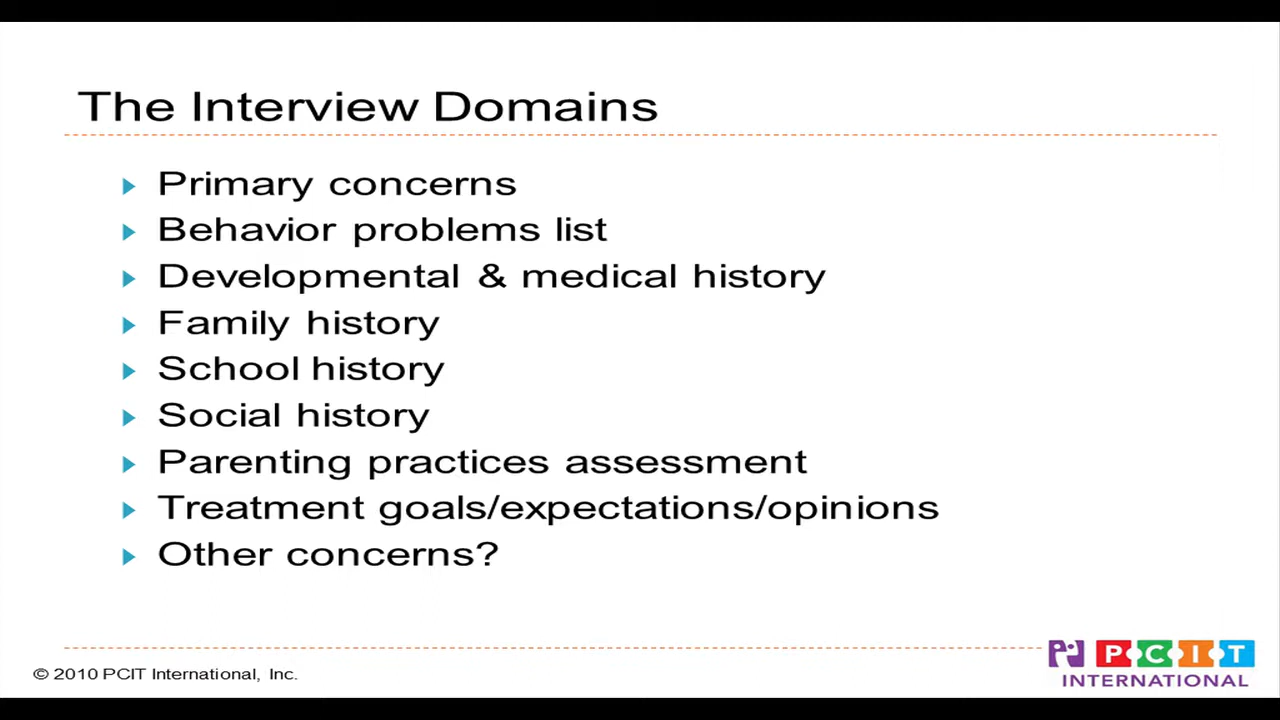 The Interview Domains
Primary concerns
Behavior problems list
Developmental & medical history
Family history
School history
Social history
Parenting practices assessment
Treatment goals/expectations/opinions
Other concerns?
© 2010 PCIT International, Inc.
PCIT
INTERNATIONAL